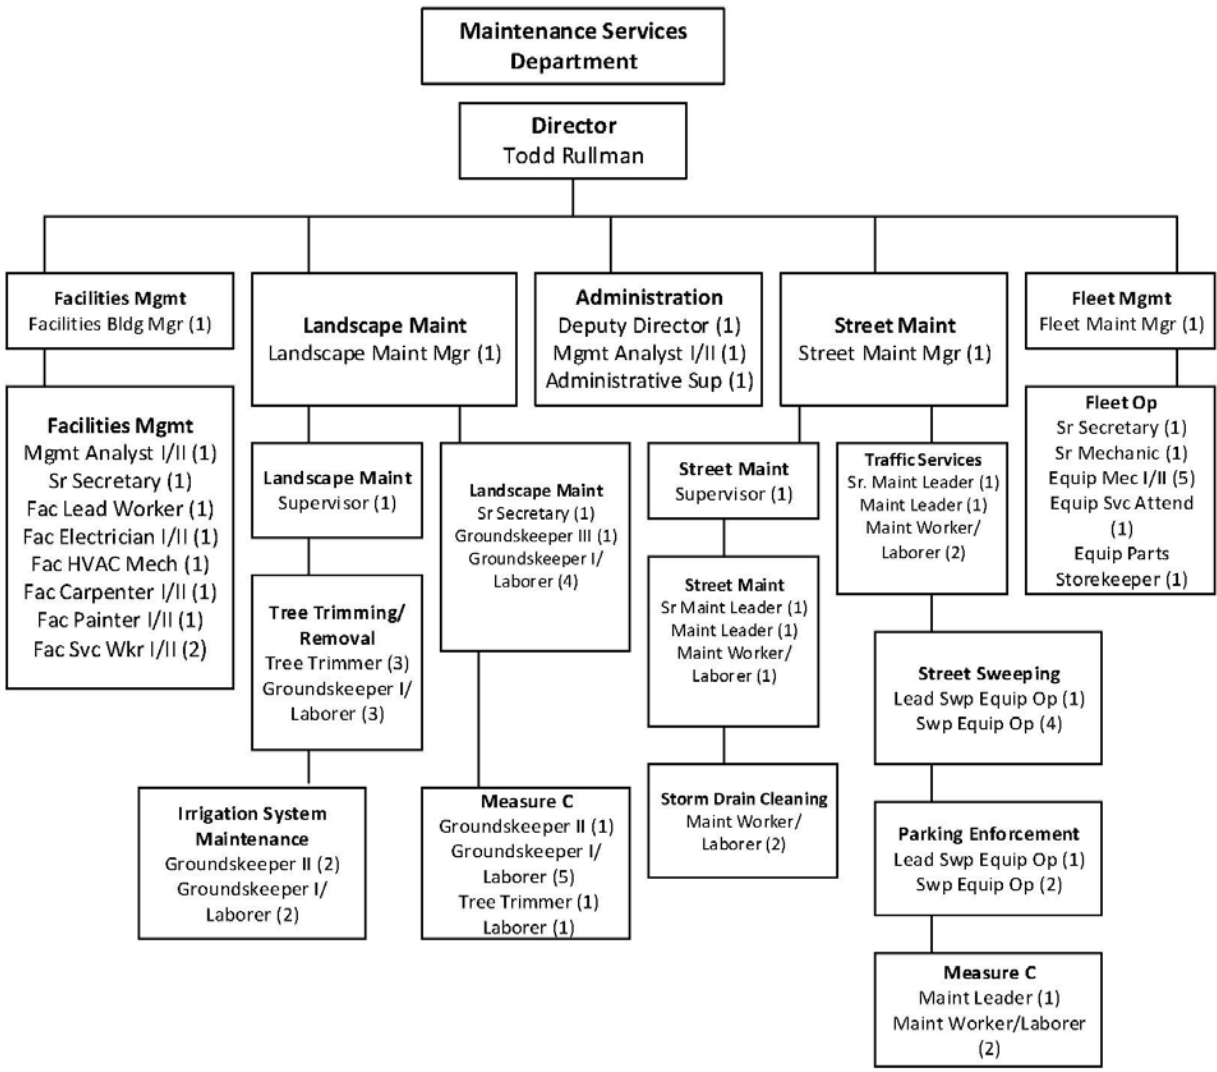 Maintenance Services
Department
Director
Todd Rullman
Facilities Mgmt
Facilities Bldg Mgr (1)
Landscape Maint
Landscape Maint Mgr (1)
Administration
Deputy Director (1)
Mgmt Analyst I/II (1)
Administrative Sup (1)
Street Maint
Street Maint Mgr (1)
Fleet Mgmt
Fleet Maint Mgr (1)
Facilities Mgmt
Mgmt Analyst I/II (1)
Sr Secretary (1)
Fac Lead Worker (1)
Fac Electrician I/II (1)
Fac HVAC Mech (1)
Fac Carpenter I/II (1)
Fac Painter I/II (1)
Fac Svc Wkr I/II (2)
Landscape Maint
Supervisor (1)
Tree Trimming/
Removal
Tree Trimmer (3)
Groundskeeper I/
Laborer (3)
Irrigation System
Maintenance
Groundskeeper II (2)
Groundskeeper I/
Laborer (2)
Landscape Maint
Sr Secretary (1)
Groundskeeper III (1)
Groundskeeper I/
Laborer (4)
Measure C
Groundskeeper II (1)
Groundskeeper I/
Laborer (5)
Tree Trimmer (1)
Laborer (1)
Street Maint
Supervisor (1)
Street Maint
Sr Maint Leader (1)
Maint Leader (1)
Maint Worker/
Laborer (1)
Storm Drain Cleaning
Maint Worker/
Laborer (2)
Traffic Services
Sr. Maint Leader (1)
Maint Leader (1)
Maint Worker/
Laborer (2)
Street Sweeping
Lead Swp Equip Op (1)
Swp Equip Op (4)
Parking Enforcement
Lead Swp Equip Op (1)
Swp Equip Op (2)
Measure C
Maint Leader (1)
Maint Worker/Laborer
(2)
Fleet Op
Sr Secretary (1)
Sr Mechanic (1)
Equip Mec I/II (5)
Equip Svc Attend
(1)
Equip Parts
Storekeeper (1)